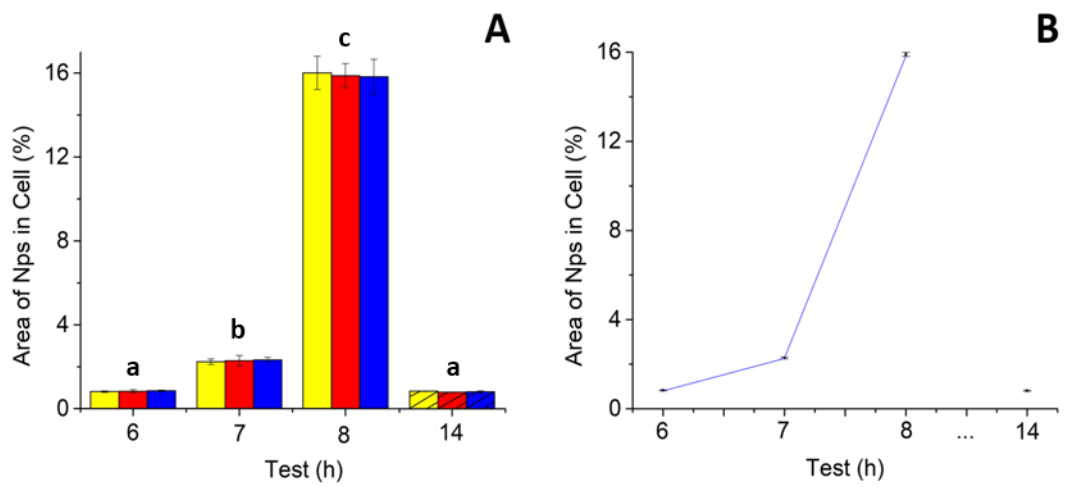 A
Area of Nps in Cell (%)
16
12
8
4
0
a
b
c
a
6 7 8 14
Test (h)
B
Area of Nps in Cell (%)
16
12
8
4
0
6 7 8 ... 14
Test (h)